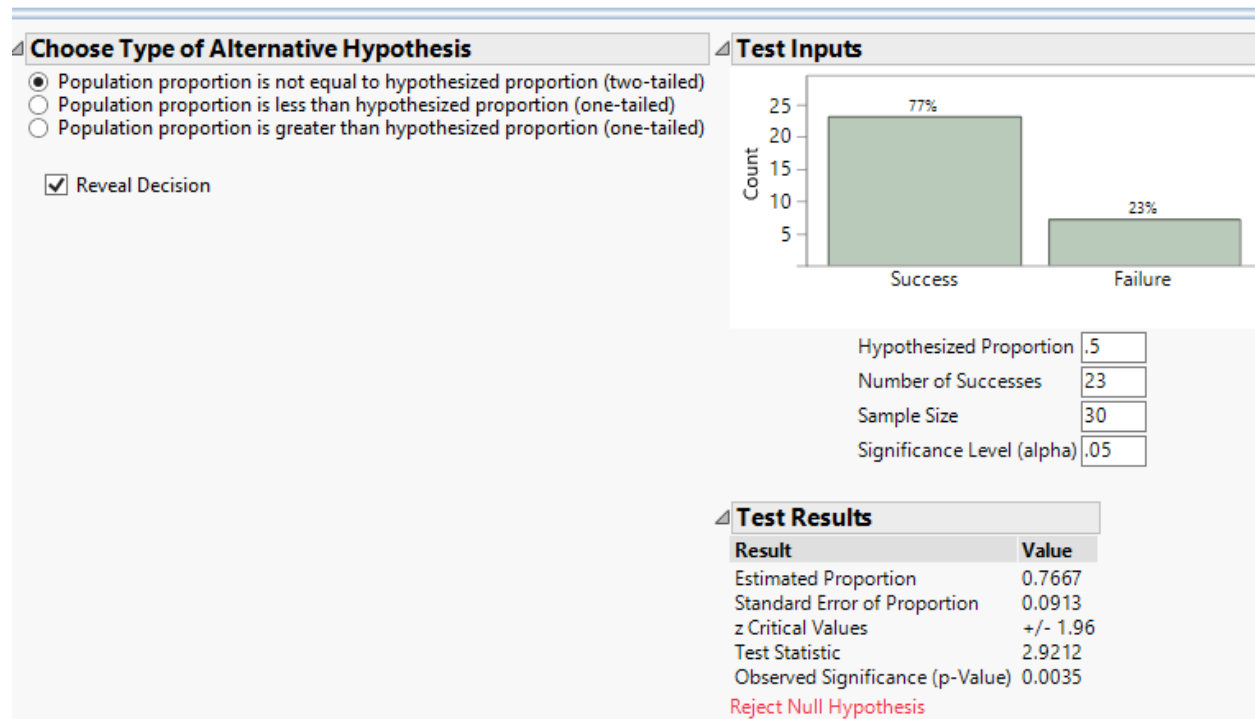 Choose Type of Alternative Hypothesis
Population proportion is not equal to hypothesized proportion (two-tailed)
Population proportion is less than hypothesized proportion (one-tailed)
Population proportion is greater than hypothesized proportion (one-tailed)
Reveal Decision
Test Inputs
25
20
15
10
5
Count
77%
23%
Success Failure
Hypothesized Proportion .5
Number of Successes 23
Sample Size 30
Significance Level (alpha) .05
Test Results
Result Value
Estimated Proportion 0.7667
Standard Error of Proportion 0.0913
z Critical Values +/- 1.96
Test Statistic 2.9212
Observed Significance (p-Value) 0.0035
Reject Null Hypothesis